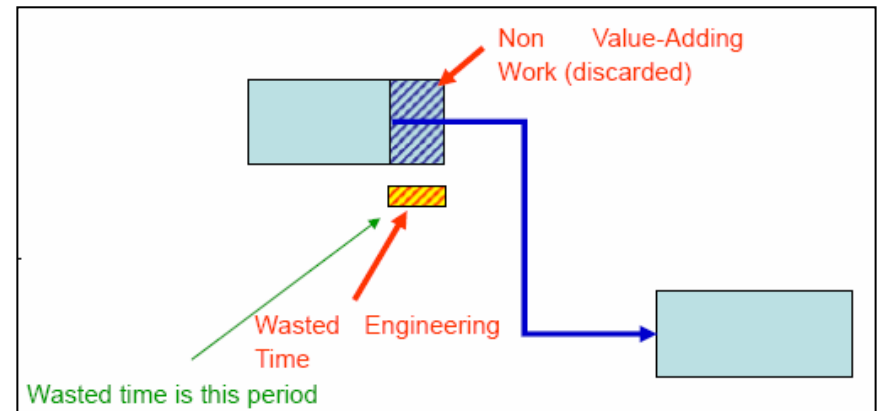 Non Value-Adding
Work (discarded)
Wasted Engineering
Time
Wasted time is this period